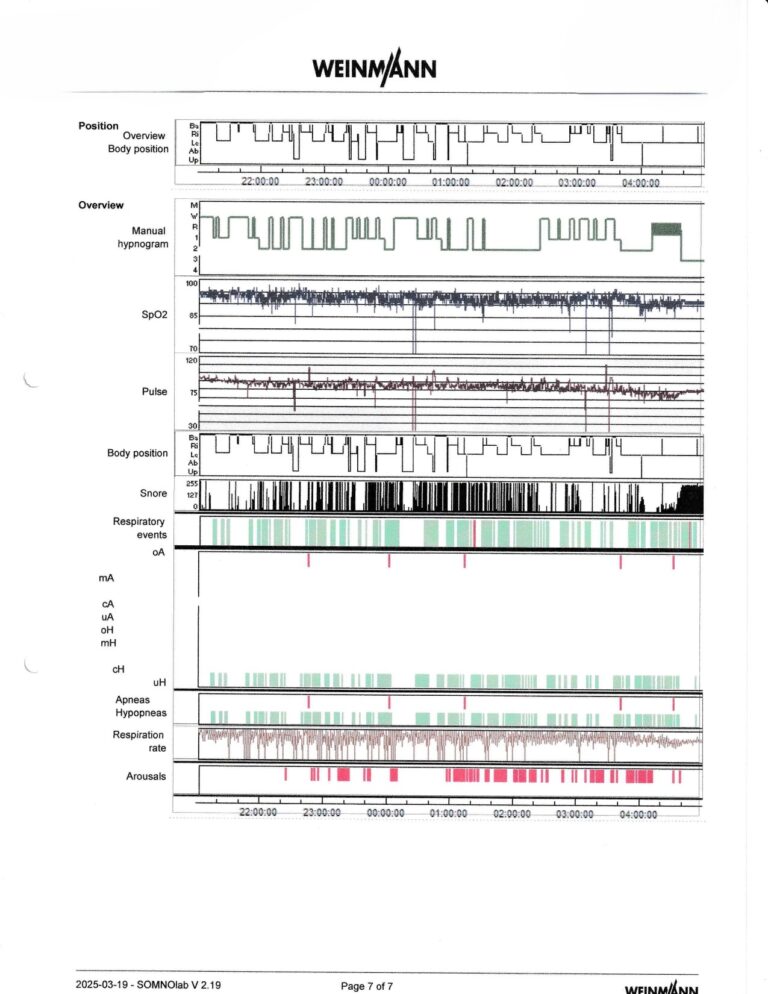 WEINMANN
Position
Overview
Body position
Ba
Ri
Le
Ab
Up
22:00:00 23:00:00 00:00:00 01:00:00 02:00:00 03:00:00 04:00:00
Overview
Manual
hypnogram
M
W
R
1
2
3
4
SpO2
100
85
70
Pulse
120
75
30
Body position
Ba
Ri
Le
Ab
Up
Snore
255
127
0
Respiratory
events
oA
mA
cA
uA
oH
mH
cH
uH
Apneas
Hypopneas
Respiration
rate
Arousals
22:00:00 23:00:00 00:00:00 01:00:00 02:00:00 03:00:00 04:00:00
2025-03-19 - SOMNOlab V 2.19 Page 7 of 7 WEINMANN